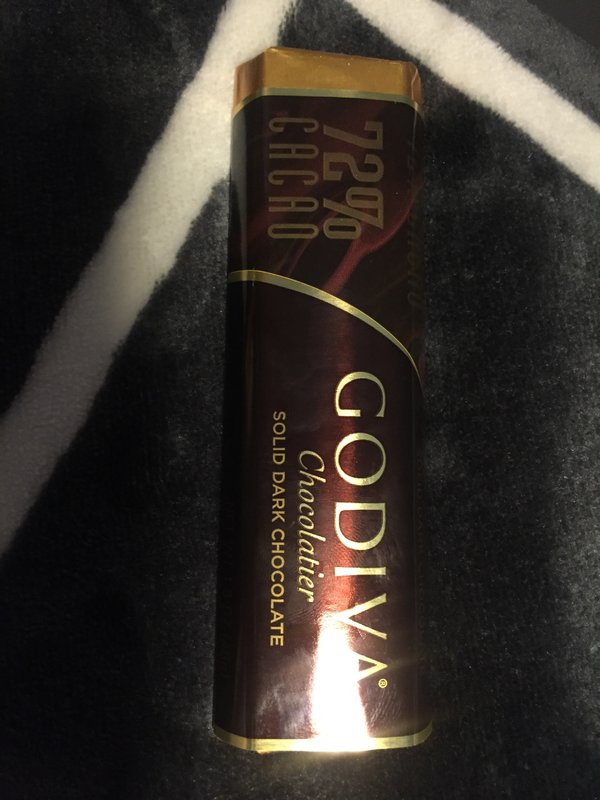 72%
CACAO
GODIVA®
Chocolatier
SOLID DARK CHOCOLATE